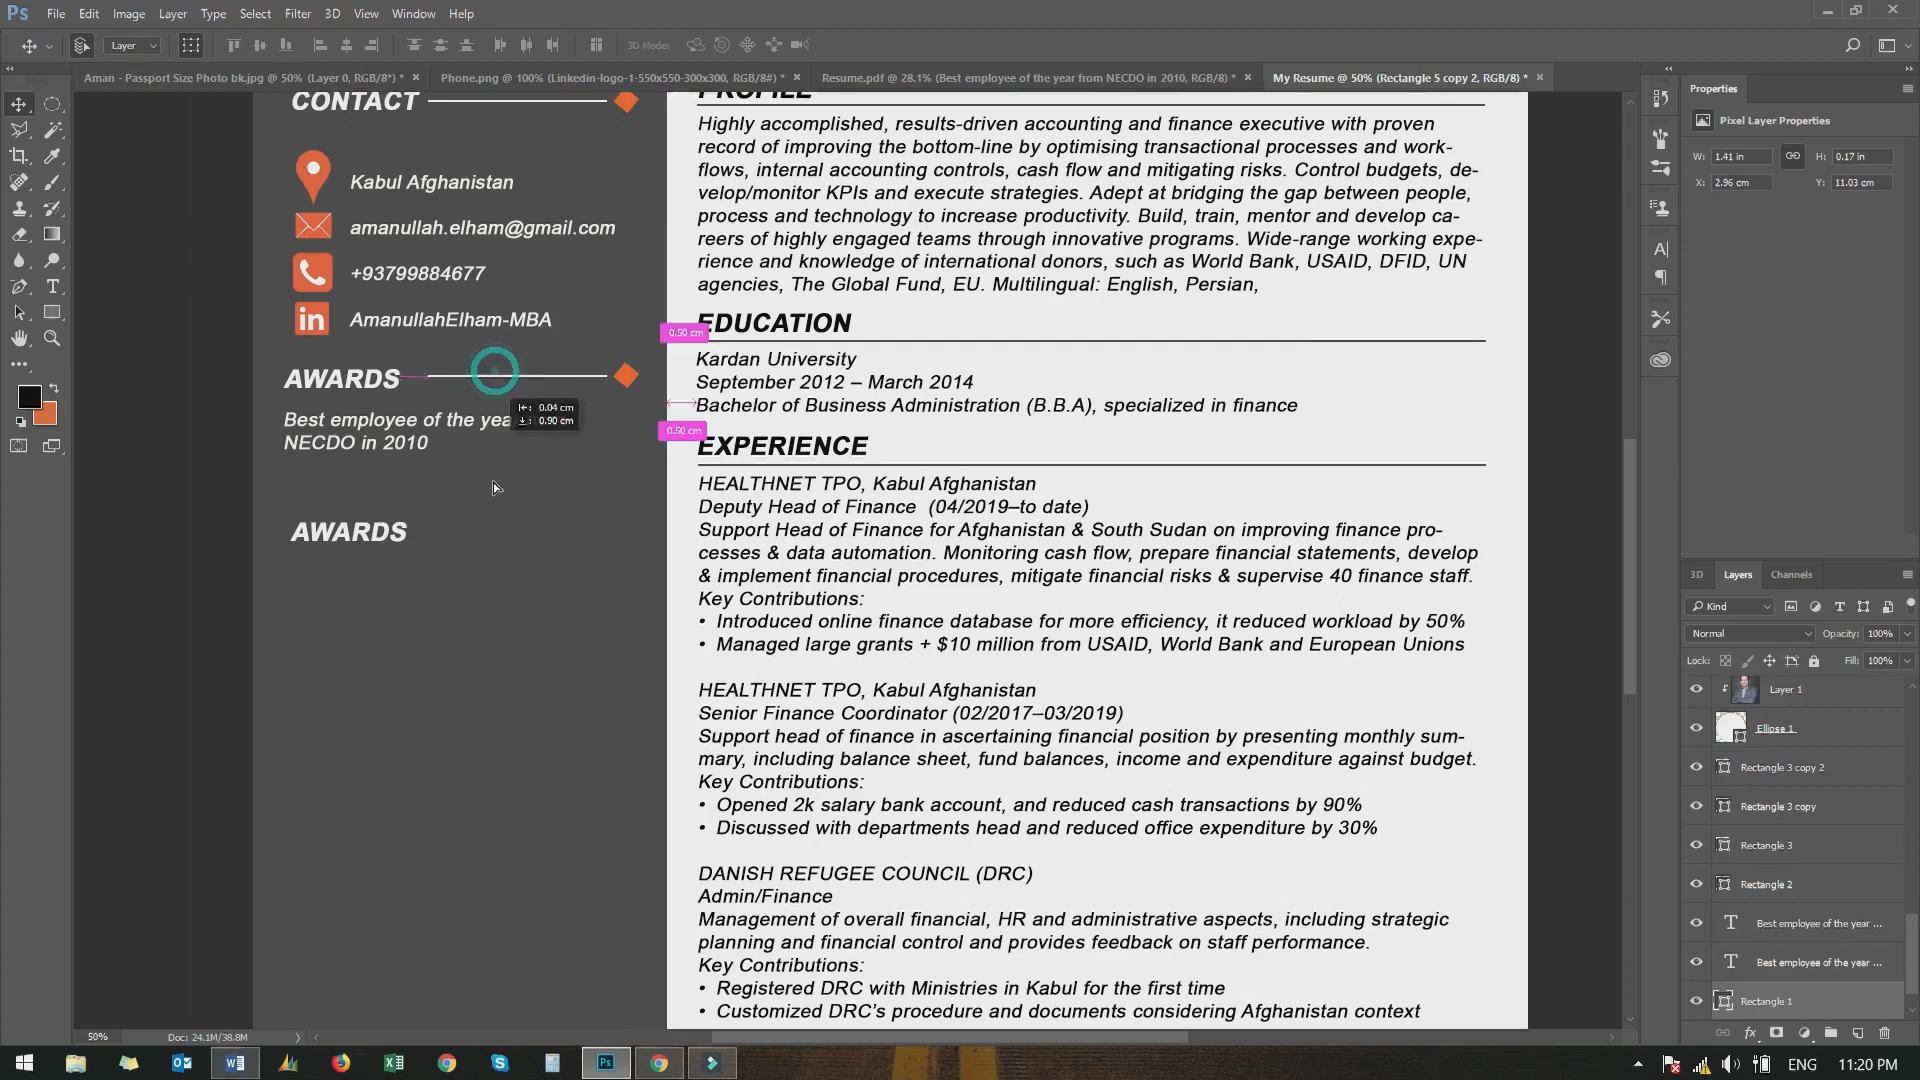 Ps File Edit Image Layer Type Select Filter 3D View Window Help
Layer 3D Mode:
Aman - Passport Size Photo bk.jpg @ 50% (Layer 0, RGB/8*) * × Phone.png @ 100% (Linkedin-logo-1-550x550-300x300, RGB/8#) * × Resume.pdf @ 28.1% (Best employee of the year from NECDO in 2010, RGB/8) * × My Resume @ 50% (Rectangle 5 copy 2, RGB/8) * ×
CONTACT
Kabul Afghanistan
amanullah.elham@gmail.com
+93799884677
in AmanullahElham-MBA
AWARDS
Best employee of the yea
NECDO in 2010
0.04 cm
0.90 cm
AWARDS
PROFILE
Highly accomplished, results-driven accounting and finance executive with proven
record of improving the bottom-line by optimising transactional processes and work-
flows, internal accounting controls, cash flow and mitigating risks. Control budgets, de-
velop/monitor KPIs and execute strategies. Adept at bridging the gap between people,
process and technology to increase productivity. Build, train, mentor and develop ca-
reers of highly engaged teams through innovative programs. Wide-range working expe-
rience and knowledge of international donors, such as World Bank, USAID, DFID, UN
agencies, The Global Fund, EU. Multilingual: English, Persian,
0.50 cm
EDUCATION
Kardan University
September 2012 – March 2014
Bachelor of Business Administration (B.B.A), specialized in finance
0.50 cm
EXPERIENCE
HEALTHNET TPO, Kabul Afghanistan
Deputy Head of Finance (04/2019–to date)
Support Head of Finance for Afghanistan & South Sudan on improving finance pro-
cesses & data automation. Monitoring cash flow, prepare financial statements, develop
& implement financial procedures, mitigate financial risks & supervise 40 finance staff.
Key Contributions:
• Introduced online finance database for more efficiency, it reduced workload by 50%
• Managed large grants + $10 million from USAID, World Bank and European Unions
HEALTHNET TPO, Kabul Afghanistan
Senior Finance Coordinator (02/2017–03/2019)
Support head of finance in ascertaining financial position by presenting monthly sum-
mary, including balance sheet, fund balances, income and expenditure against budget.
Key Contributions:
• Opened 2k salary bank account, and reduced cash transactions by 90%
• Discussed with departments head and reduced office expenditure by 30%
DANISH REFUGEE COUNCIL (DRC)
Admin/Finance
Management of overall financial, HR and administrative aspects, including strategic
planning and financial control and provides feedback on staff performance.
Key Contributions:
• Registered DRC with Ministries in Kabul for the first time
• Customized DRC's procedure and documents considering Afghanistan context
Properties
Pixel Layer Properties
W: 1.41 in H: 0.17 in
X: 2.96 cm Y: 11.03 cm
3D Layers Channels
Kind
Normal Opacity: 100%
Lock: Fill: 100%
Layer 1
Ellipse 1
Rectangle 3 copy 2
Rectangle 3 copy
Rectangle 3
Rectangle 2
Best employee of the year ...
Best employee of the year ...
Rectangle 1
50% Doc: 24.1M/38.8M
ENG 11:20 PM